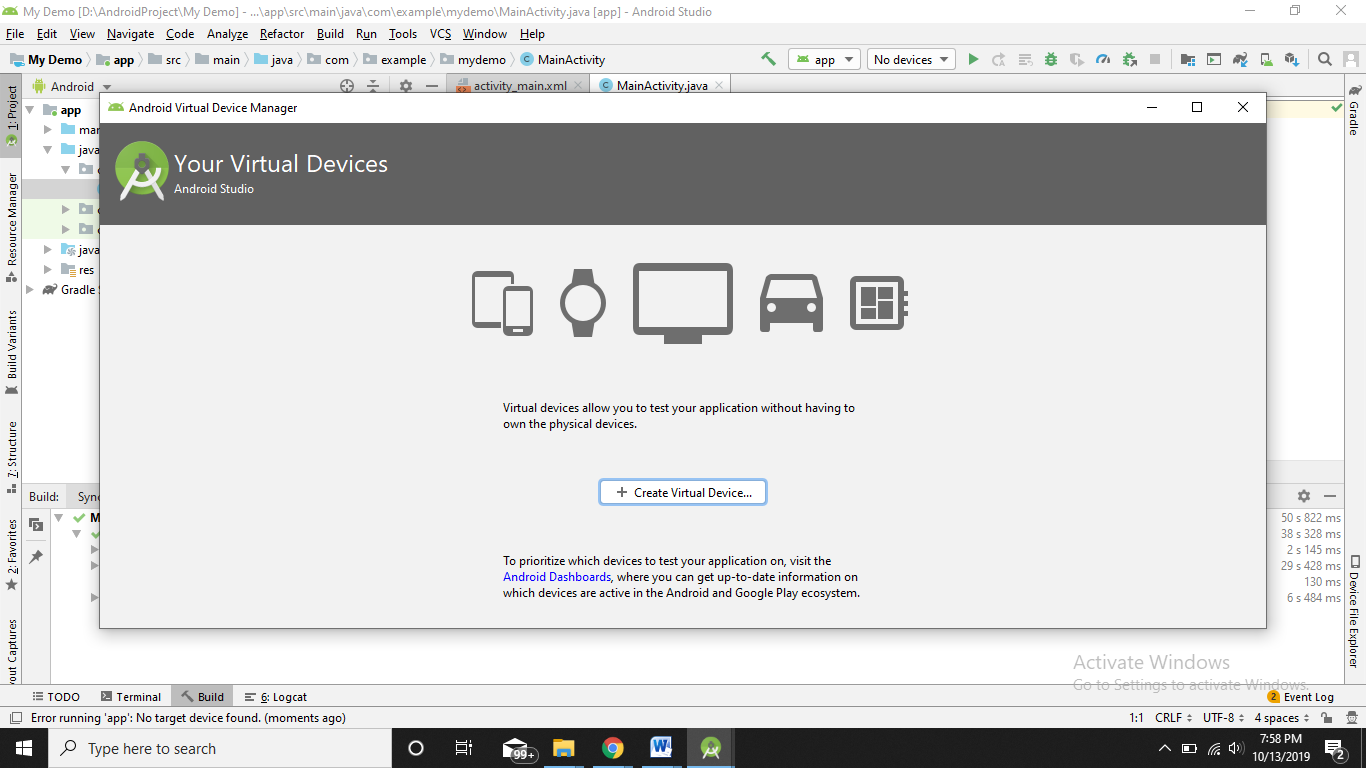 My Demo [D:\AndroidProject\My Demo] - ...\app\src\main\java\com\example\mydemo\MainActivity.java [app] - Android Studio
File Edit View Navigate Code Analyze Refactor Build Run Tools VCS Window Help
My Demo app src main java com example mydemo MainActivity app No devices
1: Project
Resource Manager
Build Variants
7: Structure
2: Favorites
Android activity_main.xml MainActivity.java
app
java
java
res
Gradle
Android Virtual Device Manager
Your Virtual Devices
Android Studio
Virtual devices allow you to test your application without having to
own the physical devices.
+ Create Virtual Device...
To prioritize which devices to test your application on, visit the
Android Dashboards, where you can get up-to-date information on
which devices are active in the Android and Google Play ecosystem.
Gradle
Device File Explorer
Build:
50 s 822 ms
38 s 328 ms
2 s 145 ms
29 s 428 ms
130 ms
6 s 484 ms
Activate Windows
Go to Settings to activate Windows.
TODO Terminal Build 6: Logcat 2 Event Log
Error running 'app': No target device found. (moments ago) 1:1 CRLF UTF-8 4 spaces
Type here to search 99+ 7:58 PM
10/13/2019 2